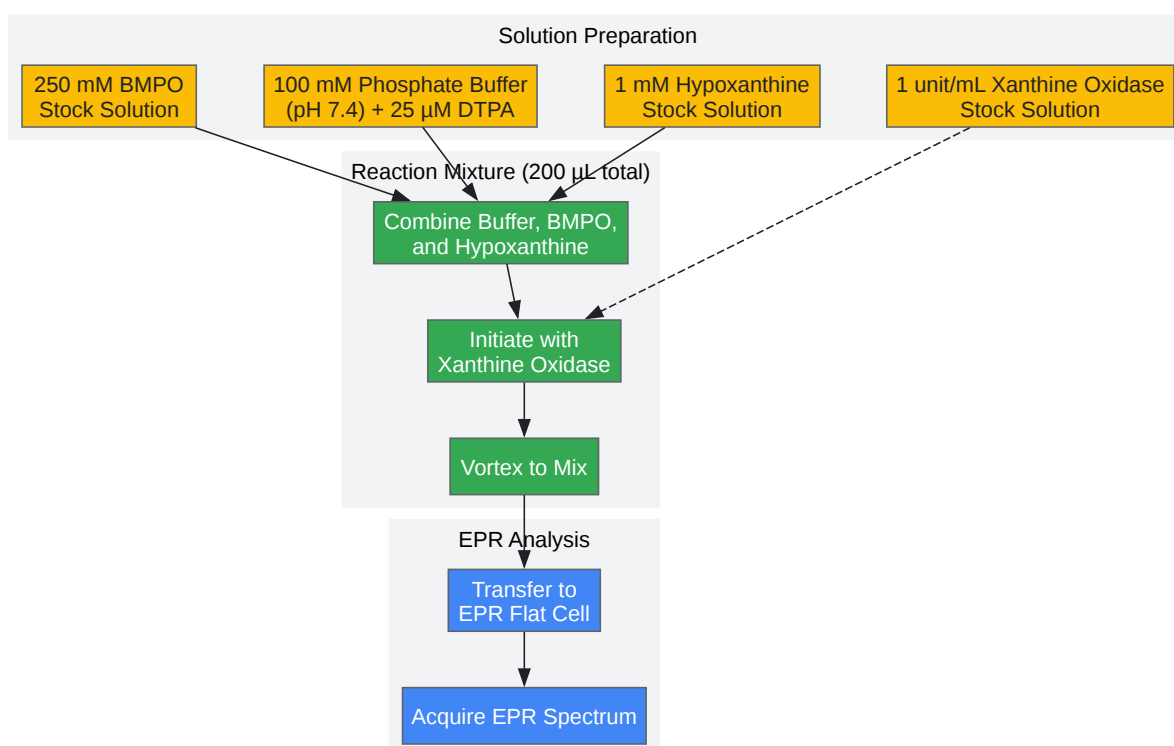 Solution Preparation
250 mM BMPO
Stock Solution
100 mM Phosphate Buffer
(pH 7.4) + 25 µM DTPA
1 mM Hypoxanthine
Stock Solution
1 unit/mL Xanthine Oxidase
Stock Solution
Reaction Mixture (200 µL total)
Combine Buffer, BMPO,
and Hypoxanthine
Initiate with
Xanthine Oxidase
Vortex to Mix
EPR Analysis
Transfer to
EPR Flat Cell
Acquire EPR Spectrum